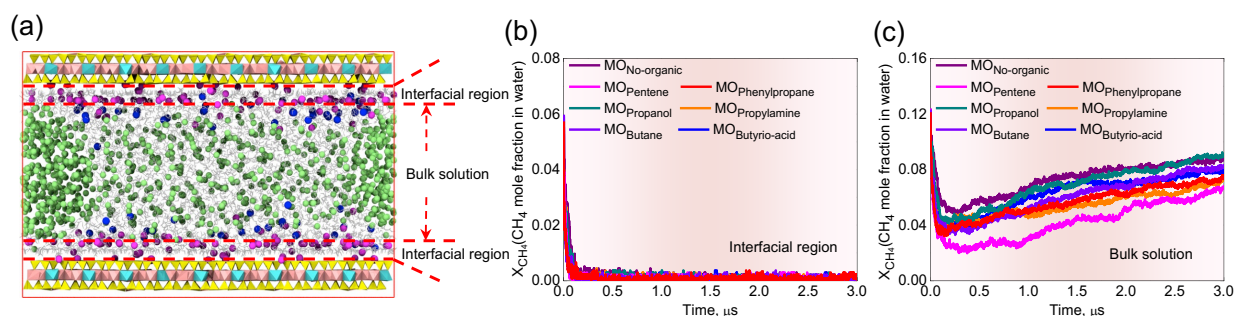 (a)
Interfacial region
Bulk solution
Interfacial region
(b)
X_CH4(CH4 mole fraction in water)
0.08
0.06
0.04
0.02
0.00
MO_No-organic
MO_Pentene
MO_Phenylpropane
MO_Propanol
MO_Propylamine
MO_Butane
MO_Butyrio-acid
Interfacial region
0.0 0.5 1.0 1.5 2.0 2.5 3.0
Time, μs
(c)
X_CH4(CH4 mole fraction in water)
0.16
0.12
0.08
0.04
0.00
MO_No-organic
MO_Pentene
MO_Phenylpropane
MO_Propanol
MO_Propylamine
MO_Butane
MO_Butyrio-acid
Bulk solution
0.0 0.5 1.0 1.5 2.0 2.5 3.0
Time, μs